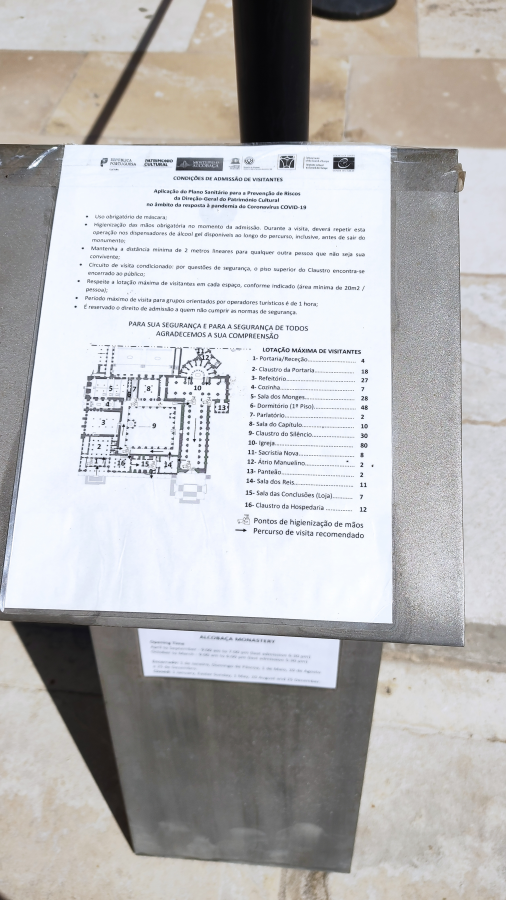 REPÚBLICA PORTUGUESA
PATRIMÓNIO CULTURAL
MOSTEIRO ALCOBAÇA
CONDIÇÕES DE ADMISSÃO DE VISITANTES
Aplicação do Plano Sanitário para a Prevenção de Riscos
da Direção-Geral do Património Cultural
no âmbito da resposta à pandemia do Coronavírus COVID-19
• Uso obrigatório de máscara;
• Higienização das mãos obrigatória no momento da admissão. Durante a visita, deverá repetir esta
operação nos dispensadores de álcool gel disponíveis ao longo do percurso, inclusive, antes de sair do
monumento;
• Mantenha a distância mínima de 2 metros lineares para qualquer outra pessoa que não seja sua
convivente;
• Circuito de visita condicionado: por questões de segurança, o piso superior do Claustro encontra-se
encerrado ao público;
• Respeite a lotação máxima de visitantes em cada espaço, conforme indicado (área mínima de 20m2 /
pessoa);
• Período máximo de visita para grupos orientados por operadores turísticos é de 1 hora;
• É reservado o direito de admissão a quem não cumprir as normas de segurança.
PARA SUA SEGURANÇA E PARA A SEGURANÇA DE TODOS
AGRADECEMOS A SUA COMPREENSÃO
LOTAÇÃO MÁXIMA DE VISITANTES
1- Portaria/Receção 4
2- Claustro da Portaria 18
3- Refeitório 27
4- Cozinha 7
5- Sala dos Monges 28
6- Dormitório (1º Piso) 48
7- Parlatório 2
8- Sala do Capítulo 10
9- Claustro do Silêncio 30
10- Igreja 80
11- Sacristia Nova 8
12- Átrio Manuelino 2
13- Panteão 2
14- Sala dos Reis 11
15- Sala das Conclusões (Loja) 7
16- Claustro da Hospedaria 12
Pontos de higienização de mãos
Percurso de visita recomendado
12
5 7 8 10
4 13
3 9
2
16 15 14
ALCOBAÇA MONASTERY
Opening times